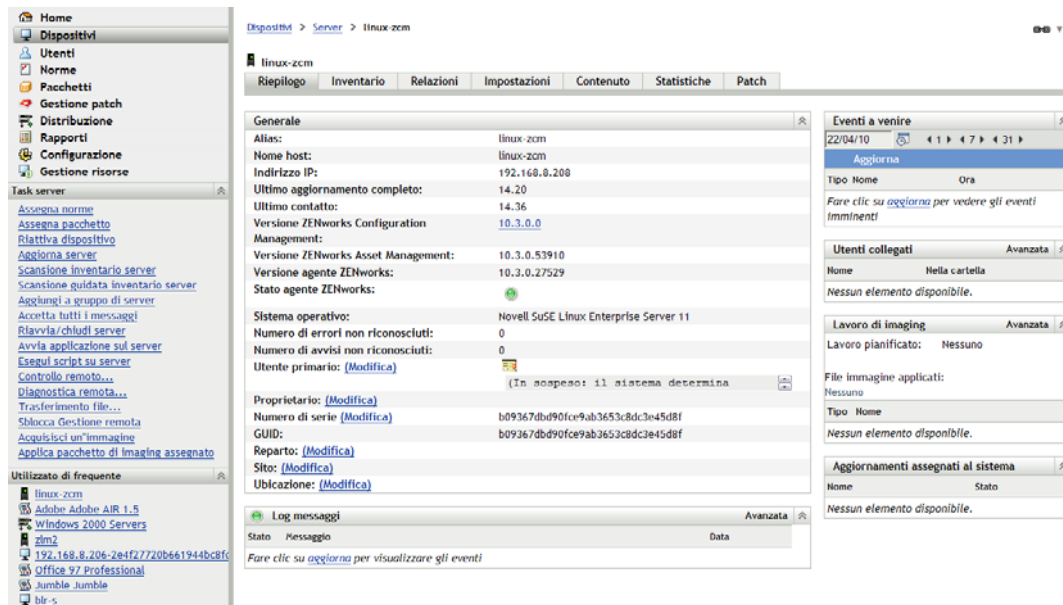 Home
Dispositivi
Utenti
Norme
Pacchetti
Gestione patch
Distribuzione
Rapporti
Configurazione
Gestione risorse
Task server
Assegna norme
Assegna pacchetto
Riattiva dispositivo
Aggiorna server
Scansione inventario server
Scansione guidata inventario server
Aggiungi a gruppo di server
Accetta tutti i messaggi
Riavvia/chiudi server
Avvia applicazione sul server
Esegui script su server
Controllo remoto...
Diagnostica remota...
Trasferimento file...
Sblocca Gestione remota
Acquisisci un"immagine
Applica pacchetto di imaging assegnato
Utilizzato di frequente
linux-zcm
Adobe Adobe AIR 1.5
Windows 2000 Servers
zlm2
192.168.8.206-2e4f27720b661944bc8fc
Office 97 Professional
Jumble Jumble
blr-s
Dispositivi > Server > linux-zcm
linux-zcm
Riepilogo Inventario Relazioni Impostazioni Contenuto Statistiche Patch
Generale
Alias: linux-zcm
Nome host: linux-zcm
Indirizzo IP: 192.168.8.208
Ultimo aggiornamento completo: 14.20
Ultimo contatto: 14.36
Versione ZENworks Configuration 10.3.0.0
Management:
Versione ZENworks Asset Management: 10.3.0.53910
Versione agente ZENworks: 10.3.0.27529
Stato agente ZENworks:
Sistema operativo: Novell SuSE Linux Enterprise Server 11
Numero di errori non riconosciuti: 0
Numero di avvisi non riconosciuti: 0
Utente primario: (Modifica)
(In sospeso: il sistema determina
Proprietario: (Modifica)
Numero di serie (Modifica) b09367dbd90fce9ab3653c8dc3e45d8f
GUID: b09367dbd90fce9ab3653c8dc3e45d8f
Reparto: (Modifica)
Sito: (Modifica)
Ubicazione: (Modifica)
Log messaggi Avanzata
Stato Messaggio Data
Fare clic su aggiorna per visualizzare gli eventi
Eventi a venire
22/04/10 1 7 31
Aggiorna
Tipo Nome Ora
Fare clic su aggiorna per vedere gli eventi
imminenti
Utenti collegati Avanzata
Nome Nella cartella
Nessun elemento disponibile.
Lavoro di imaging Avanzata
Lavoro pianificato: Nessuno
File immagine applicati:
Nessuno
Tipo Nome
Nessun elemento disponibile.
Aggiornamenti assegnati al sistema
Nome Stato
Nessun elemento disponibile.